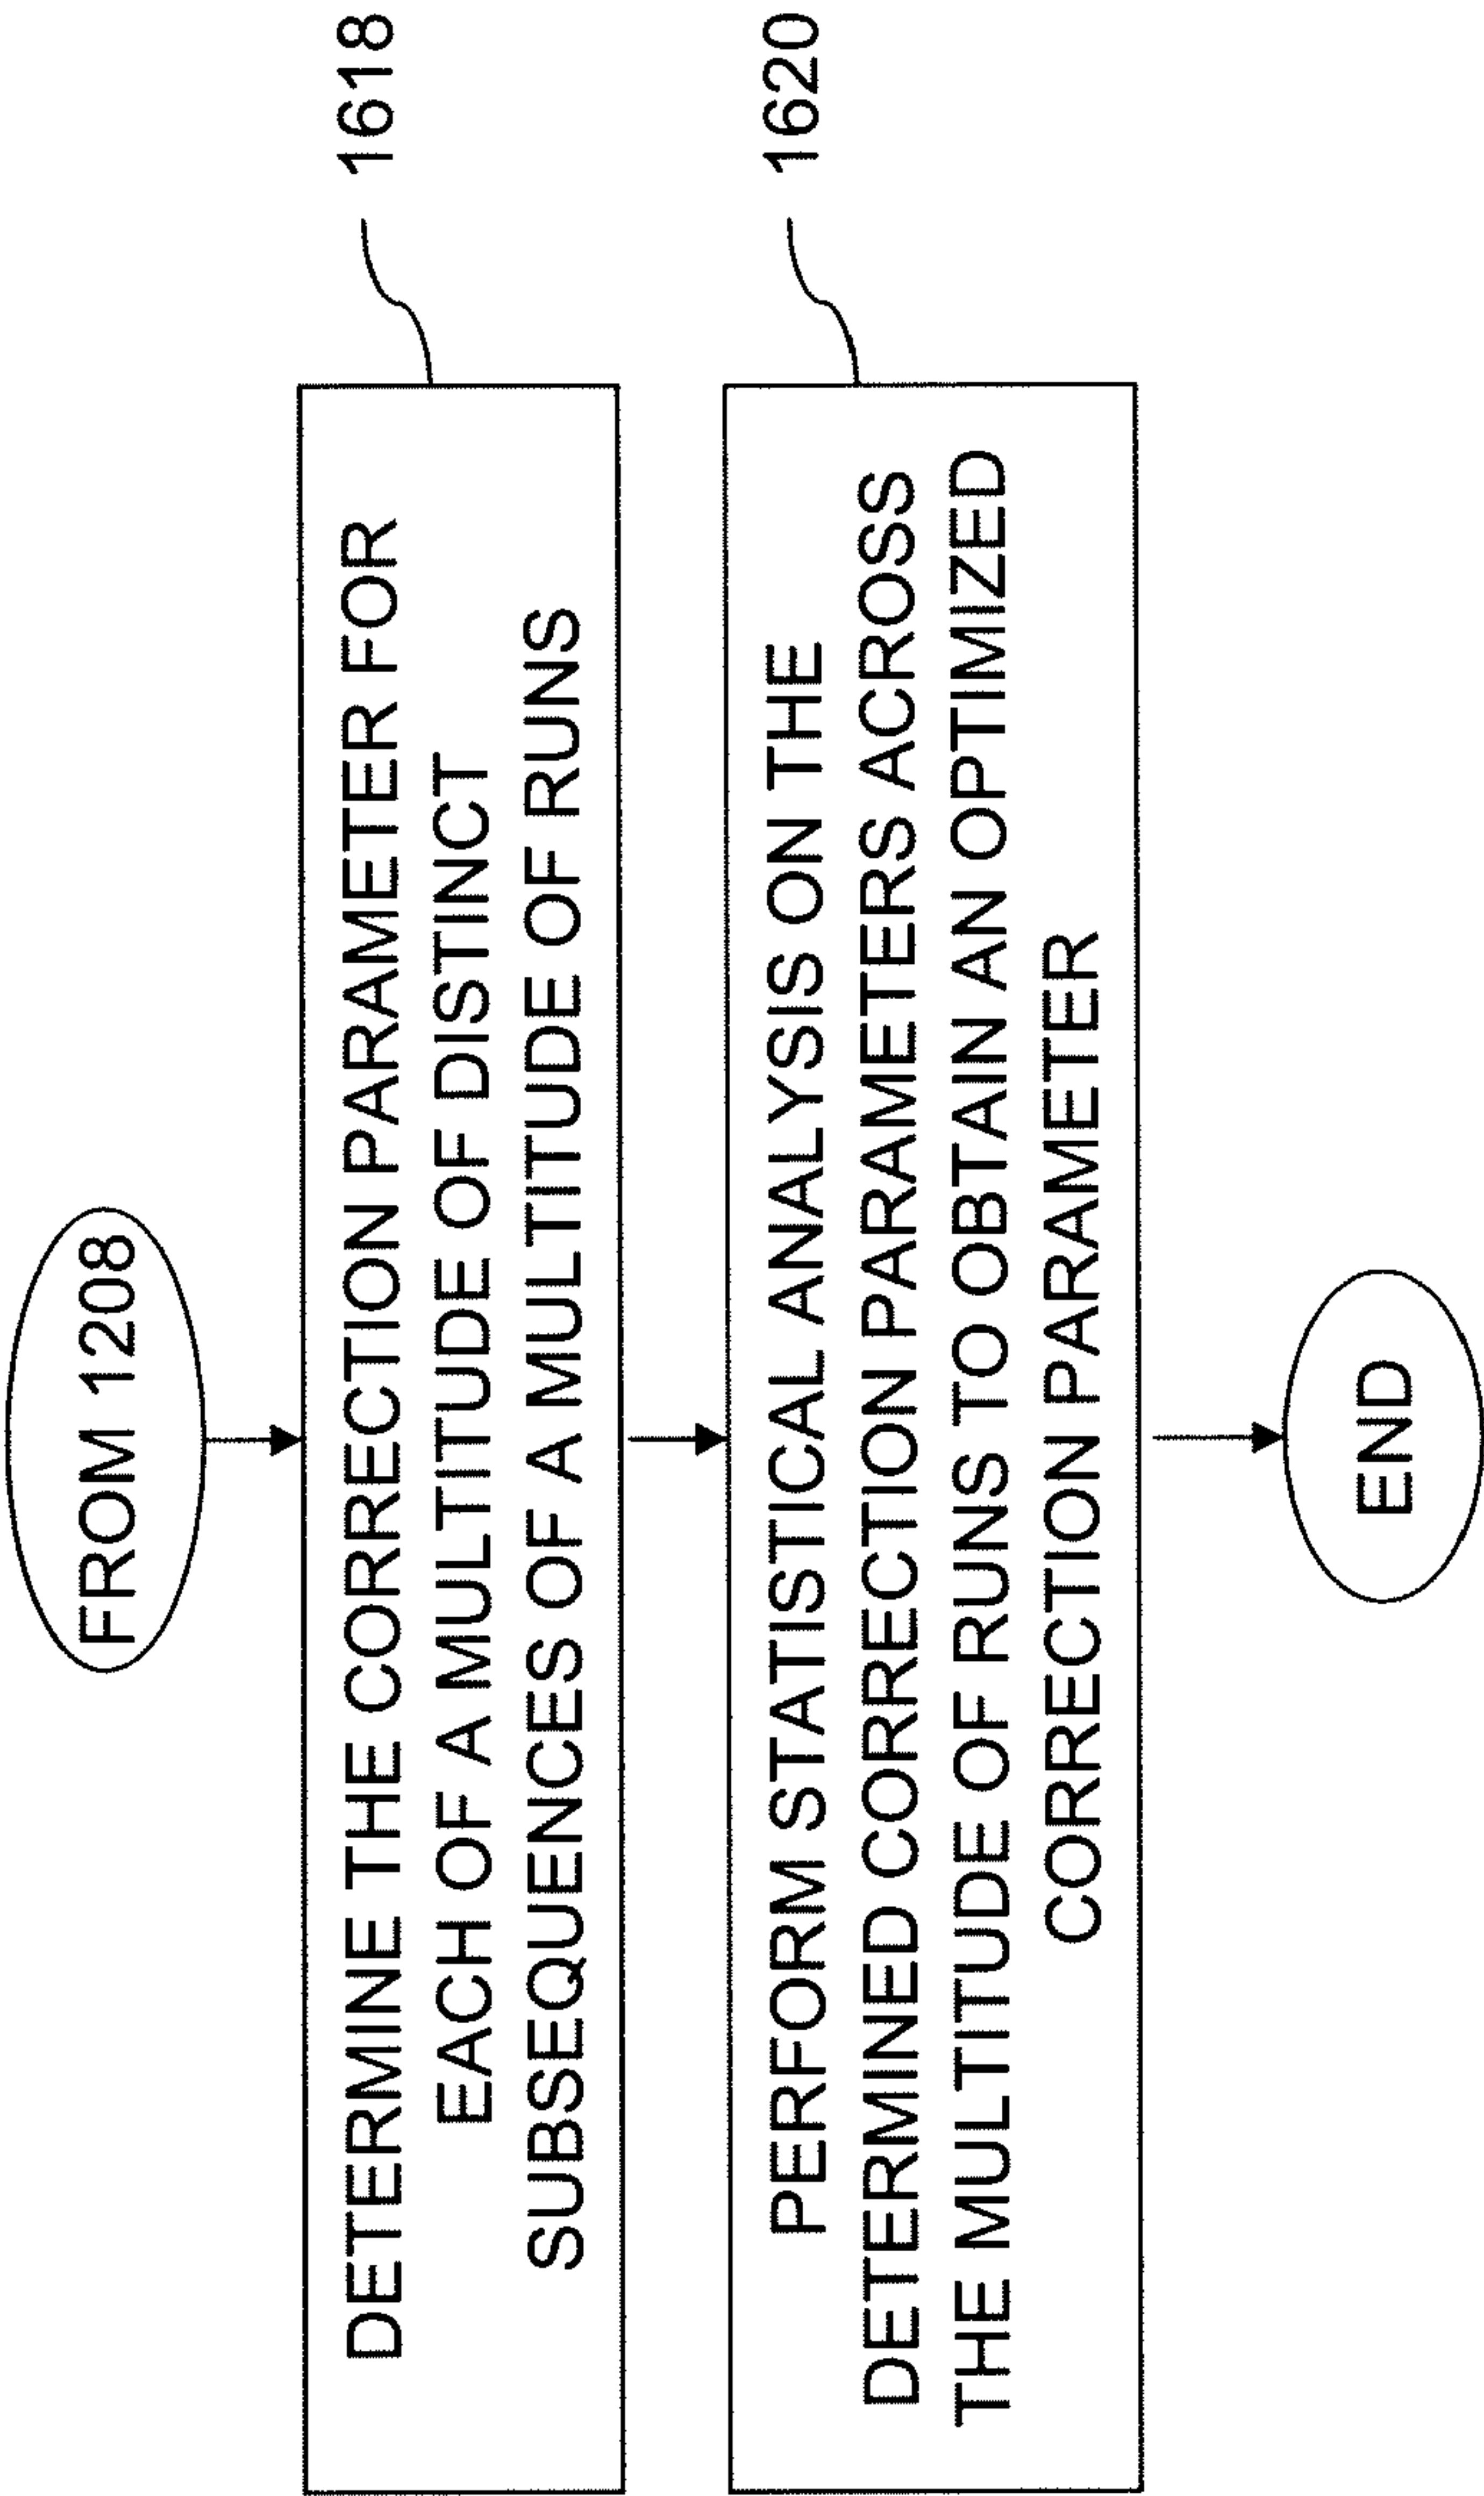 FROM 1208
DETERMINE THE CORRECTION PARAMETER FOR
EACH OF A MULTITUDE OF DISTINCT
SUBSEQUENCES OF A MULTITUDE OF RUNS
1618
PERFORM STATISTICAL ANALYSIS ON THE
DETERMINED CORRECTION PARAMETERS ACROSS
THE MULTITUDE OF RUNS TO OBTAIN AN OPTIMIZED
CORRECTION PARAMETER
1620
END